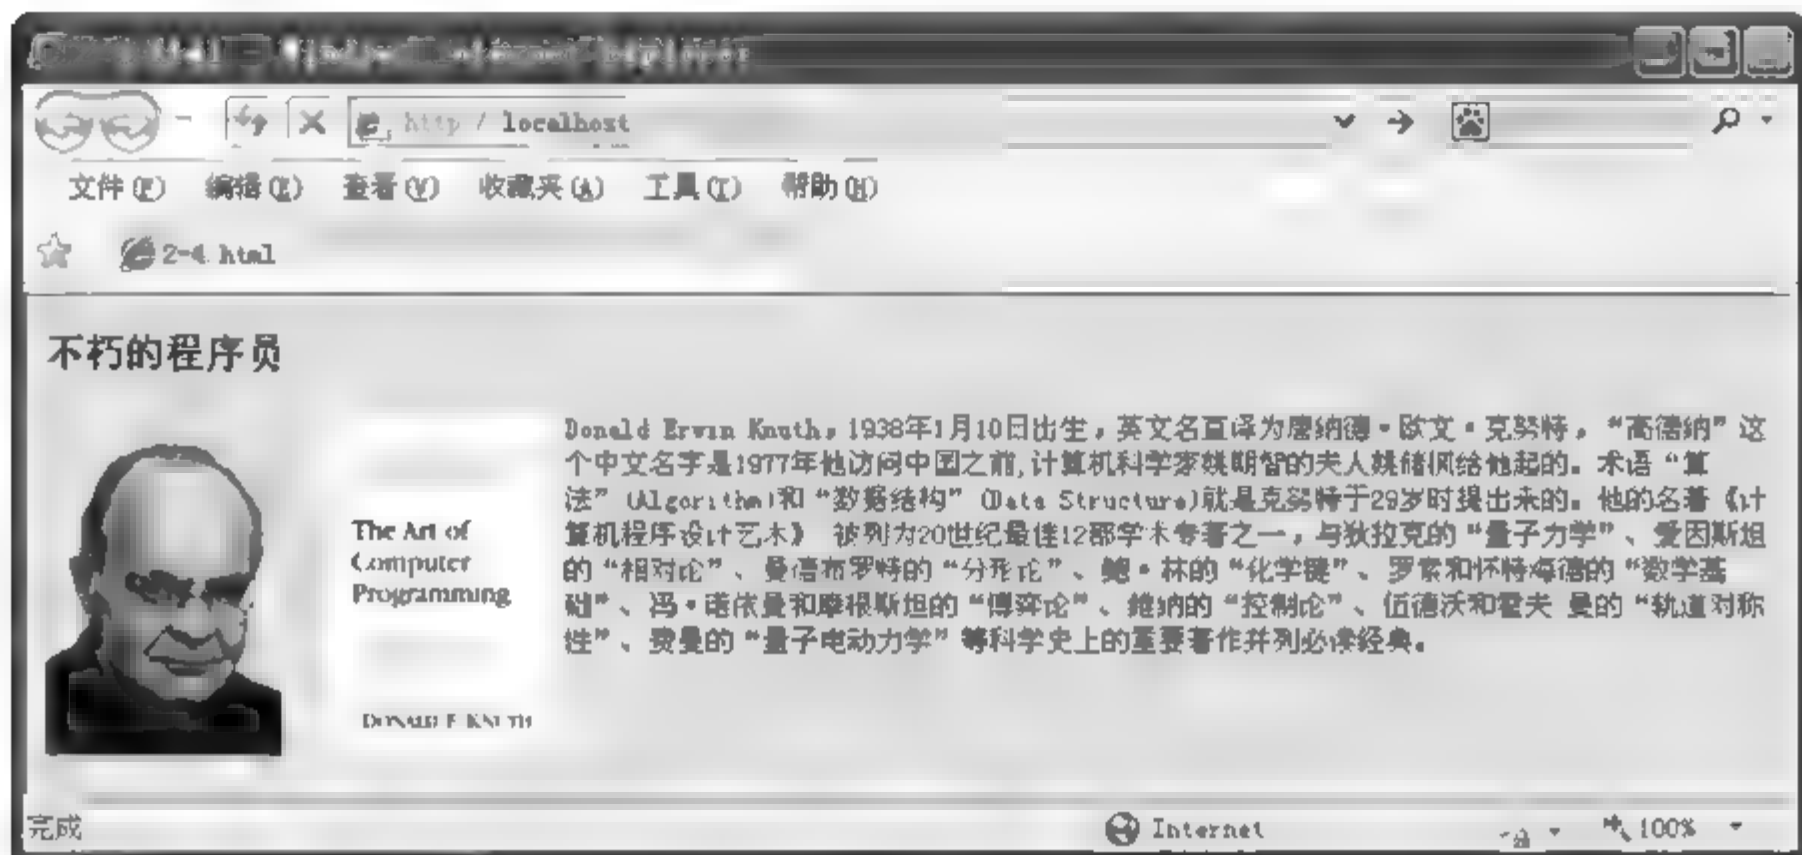 http / localhost
文件(F) 编辑(E) 查看(V) 收藏夹(A) 工具(T) 帮助(H)
2-4 html
不朽的程序员
The Art of
Computer
Programming
DONALD E KNUTH
Donald Erwin Knuth，1938年1月10日出生，英文名直译为唐纳德·欧文·克努特。“高德纳”这
个中文名字是1977年他访问中国之前,计算机科学家姚期智的夫人姚储枫给他起的。术语“算
法”(Algorithm)和“数据结构”(Data Structure)就是克努特于29岁时提出来的。他的名著《计
算机程序设计艺术》 被列为20世纪最佳12部学术专著之一，与狄拉克的“量子力学”、爱因斯坦
的“相对论”、曼德布罗特的“分形论”、鲍·林的“化学键”、罗素和怀特海德的“数学基
础”、冯·诺依曼和摩根斯坦的“博弈论”、维纳的“控制论”、伍德沃和霍夫 曼的“轨道对称
性”、费曼的“量子电动力学”等科学史上的重要著作并列必读经典。
完成 Internet 100%